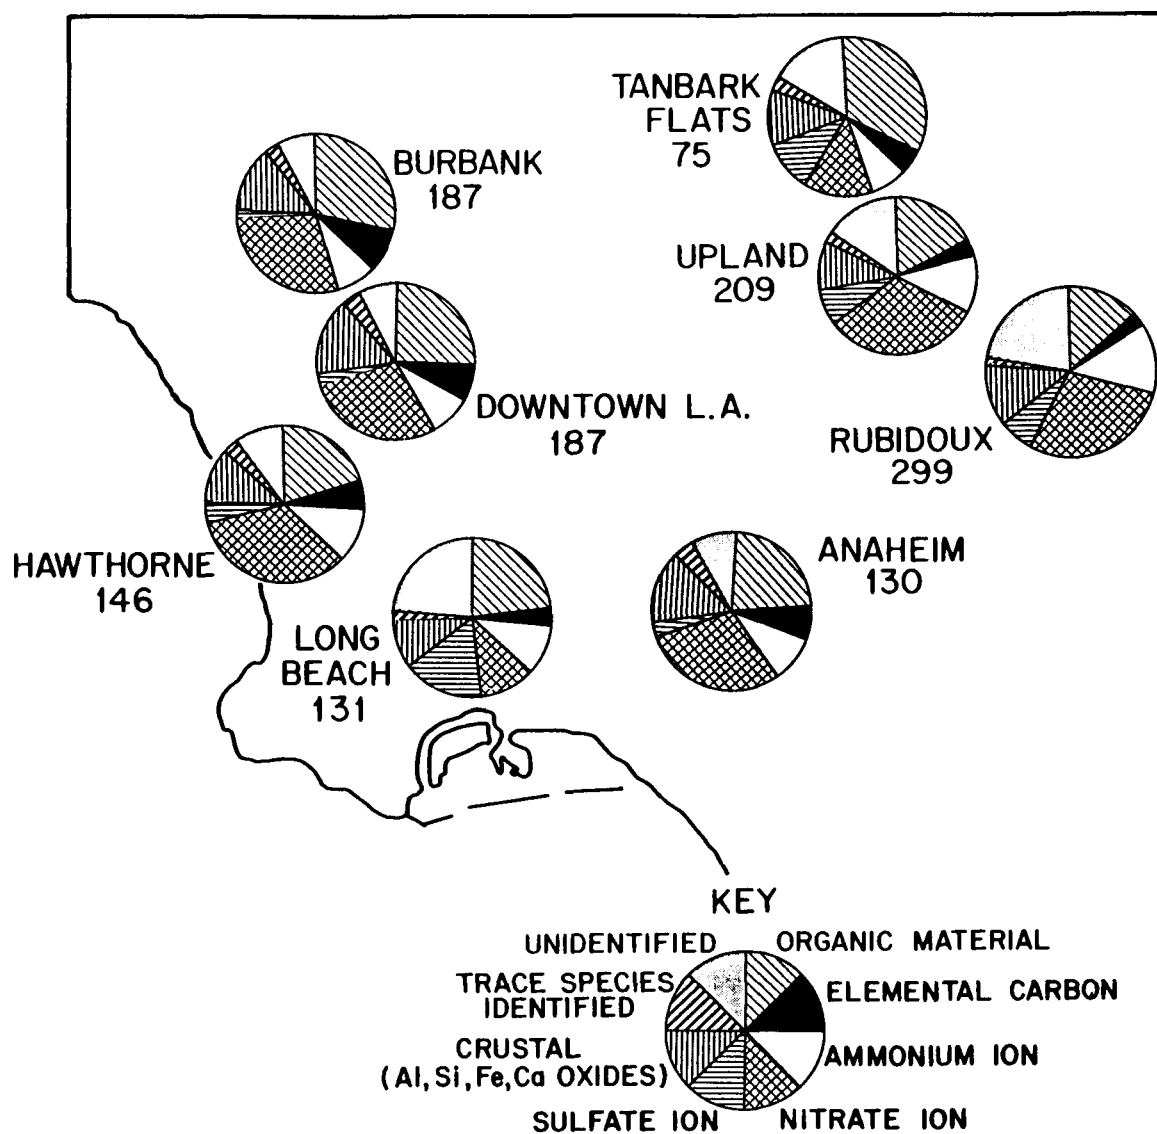 TANBARK
FLATS
75
BURBANK
187
UPLAND
209
DOWNTOWN L.A.
187
RUBIDOUX
299
HAWTHORNE
146
LONG
BEACH
131
ANAHEIM
130
KEY
UNIDENTIFIED
ORGANIC MATERIAL
TRACE SPECIES
IDENTIFIED
ELEMENTAL CARBON
CRUSTAL
(Al, Si, Fe, Ca OXIDES)
AMMONIUM ION
SULFATE ION
NITRATE ION